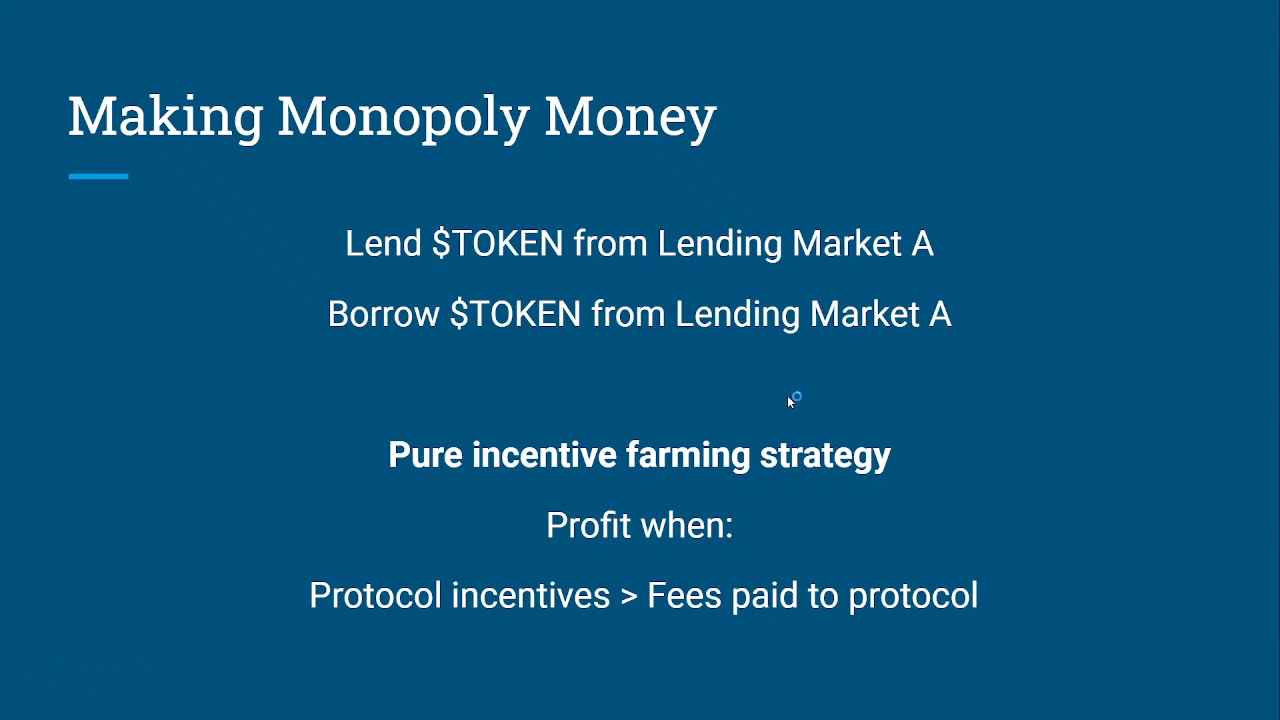 Making Monopoly Money
Lend $TOKEN from Lending Market A
Borrow $TOKEN from Lending Market A
Pure incentive farming strategy
Profit when:
Protocol incentives > Fees paid to protocol